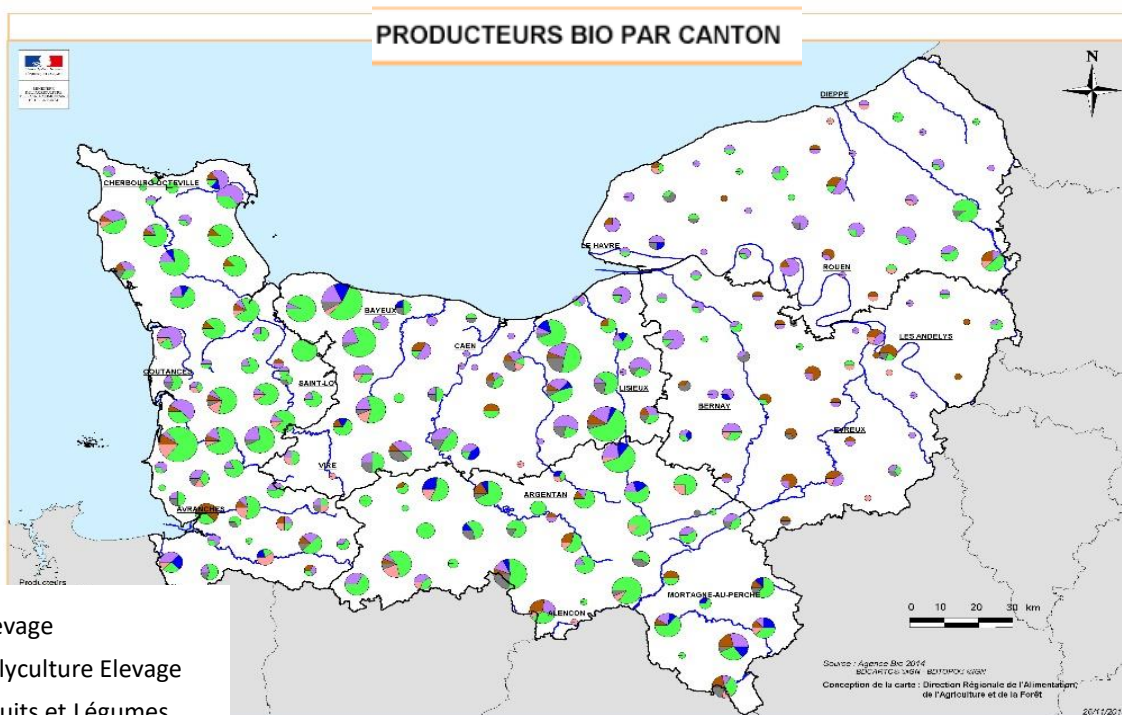 PRODUCTEURS BIO PAR CANTON
N
DIEPPE
CHERBOURG-OCTEVILLE
LE HAVRE
ROUEN
BAYEUX
CAEN
LES ANDELYS
COUTANCES
SAINT-LO
LISIEUX
BERNAY
EVREUX
VIRE
ARGENTAN
AVRANCHES
MORTAGNE-AU-PERCHE
ALENCON
Producteurs
evage
lyculture Elevage
uits et Légumes
0 10 20 30 km
Source : Agence Bio 2014
Conception de la carte : Direction Régionale de l'Alimentation,
de l'Agriculture et de la Forêt